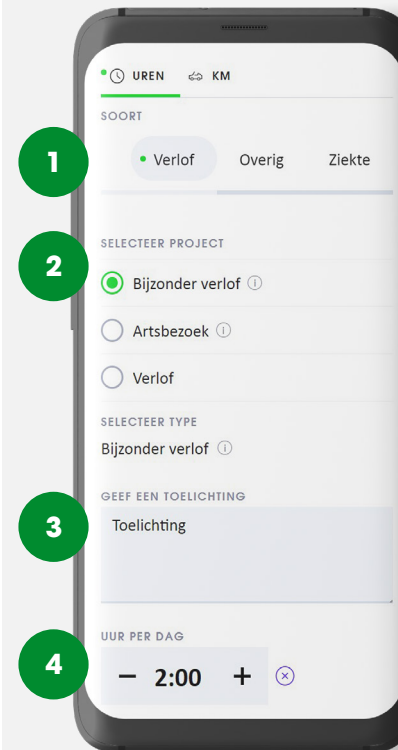 UREN KM
SOORT
1
Verlof Overig Ziekte
SELECTEER PROJECT
2
Bijzonder verlof
Artsbezoek
Verlof
SELECTEER TYPE
Bijzonder verlof
GEEF EEN TOELICHTING
3
Toelichting
UUR PER DAG
4
− 2:00 +